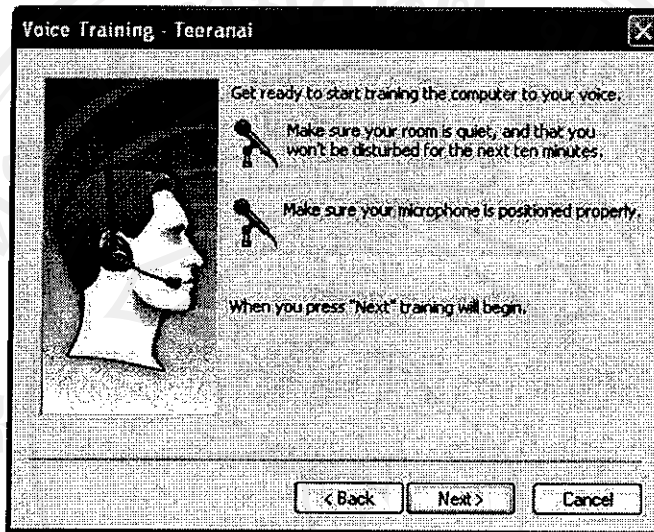 Voice Training - Teeranai
Get ready to start training the computer to your voice.
Make sure your room is quiet, and that you
won't be disturbed for the next ten minutes.
Make sure your microphone is positioned properly.
When you press "Next" training will begin.
< Back
Next >
Cancel